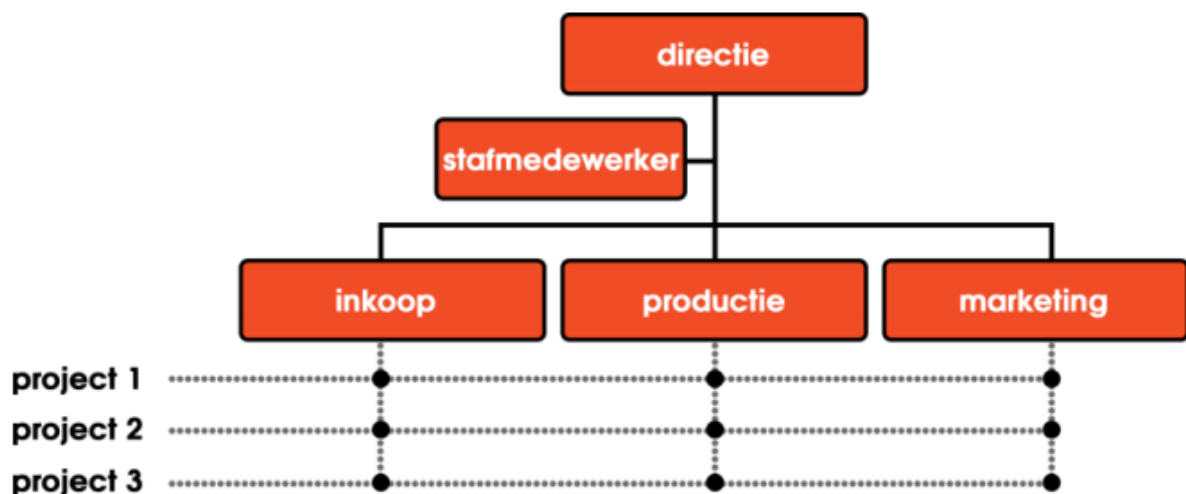 directie
stafmedewerker
inkoop
productie
marketing
project 1
project 2
project 3